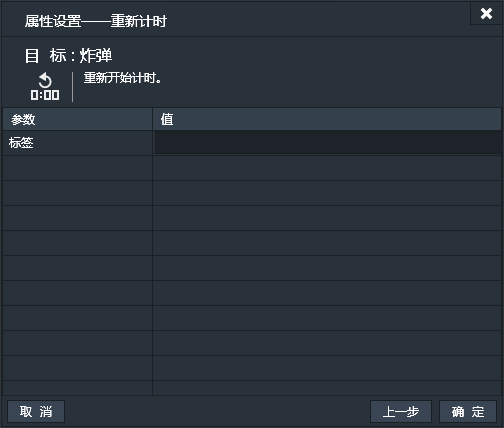 属性设置——重新计时
目 标：炸弹
0:00
重新开始计时。
参数 值
标签
取 消 上一步 确 定